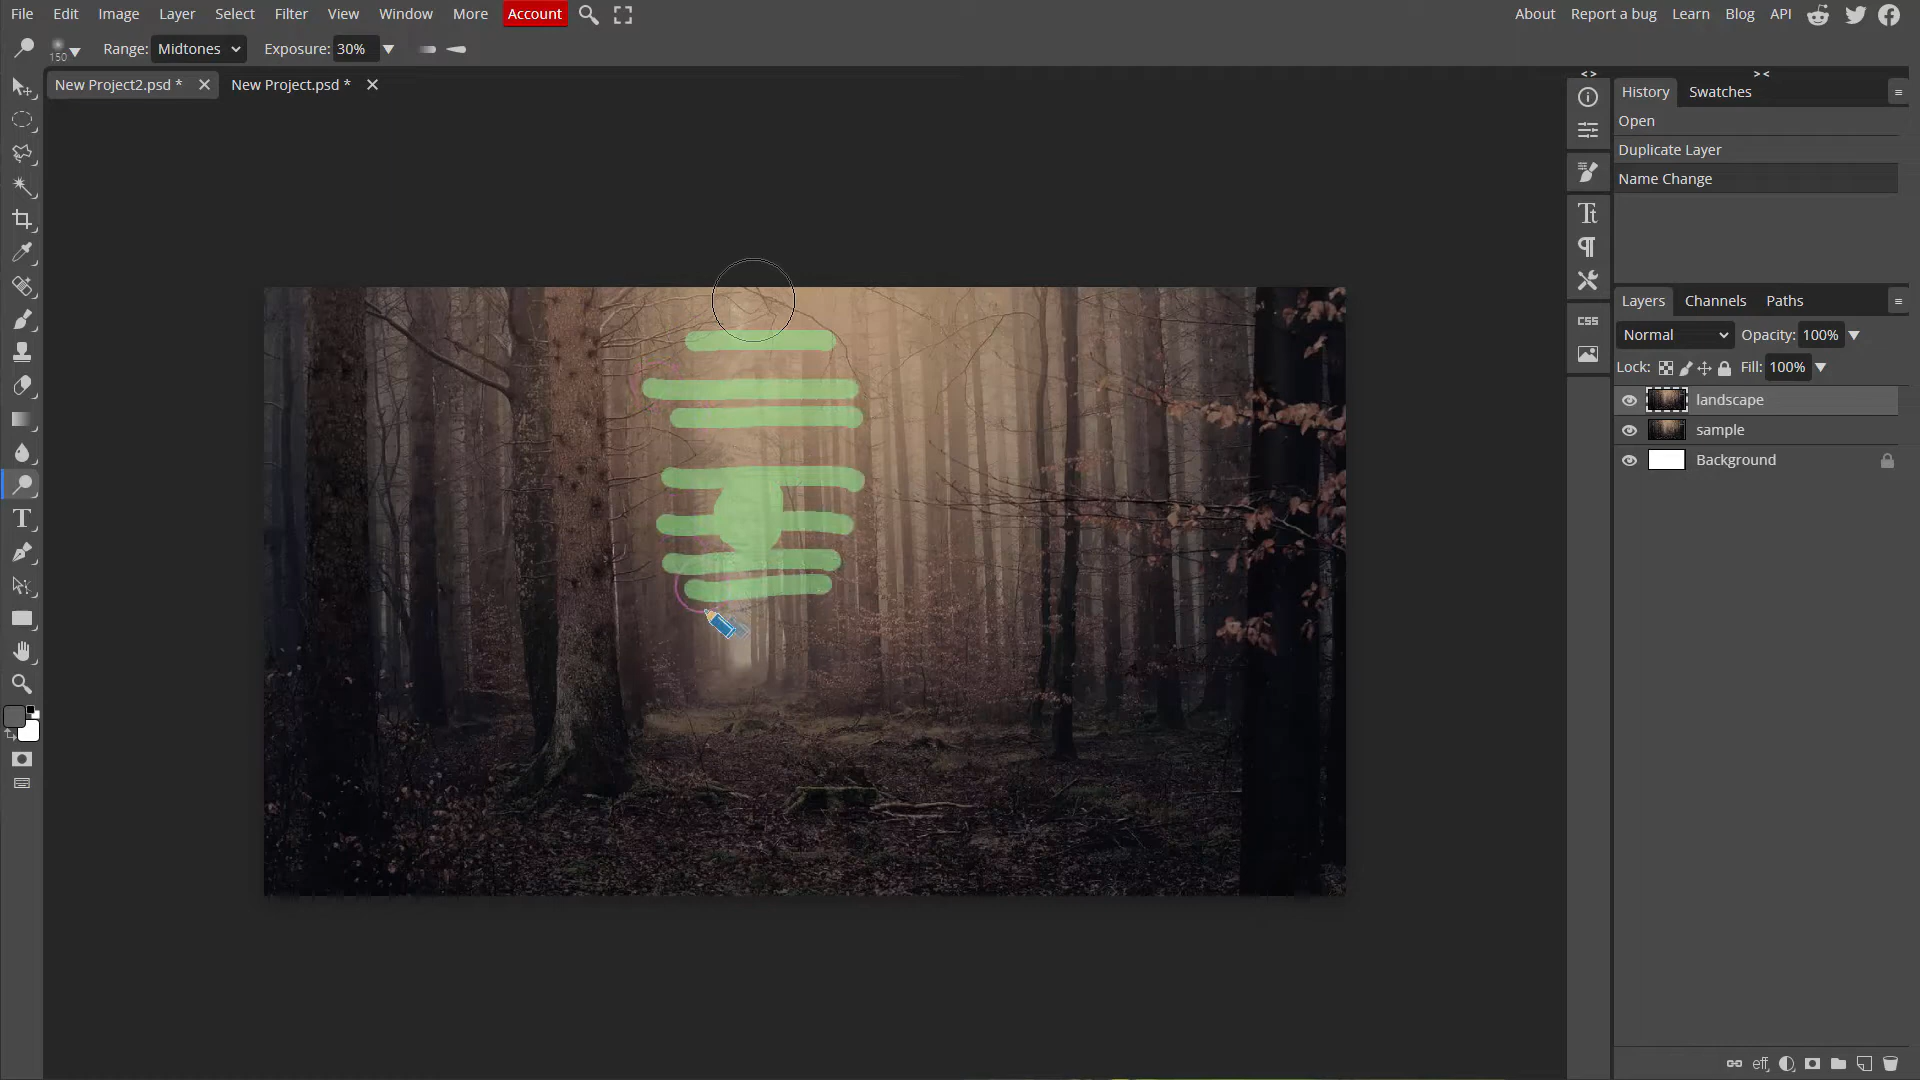 File Edit Image Layer Select Filter View Window More Account About Report a bug Learn Blog API
150 Range: Midtones Exposure: 30%
New Project2.psd * New Project.psd *
History Swatches
Open
Duplicate Layer
Name Change
Layers Channels Paths
Normal Opacity: 100%
Lock: Fill: 100%
landscape
sample
Background
CSS
eff